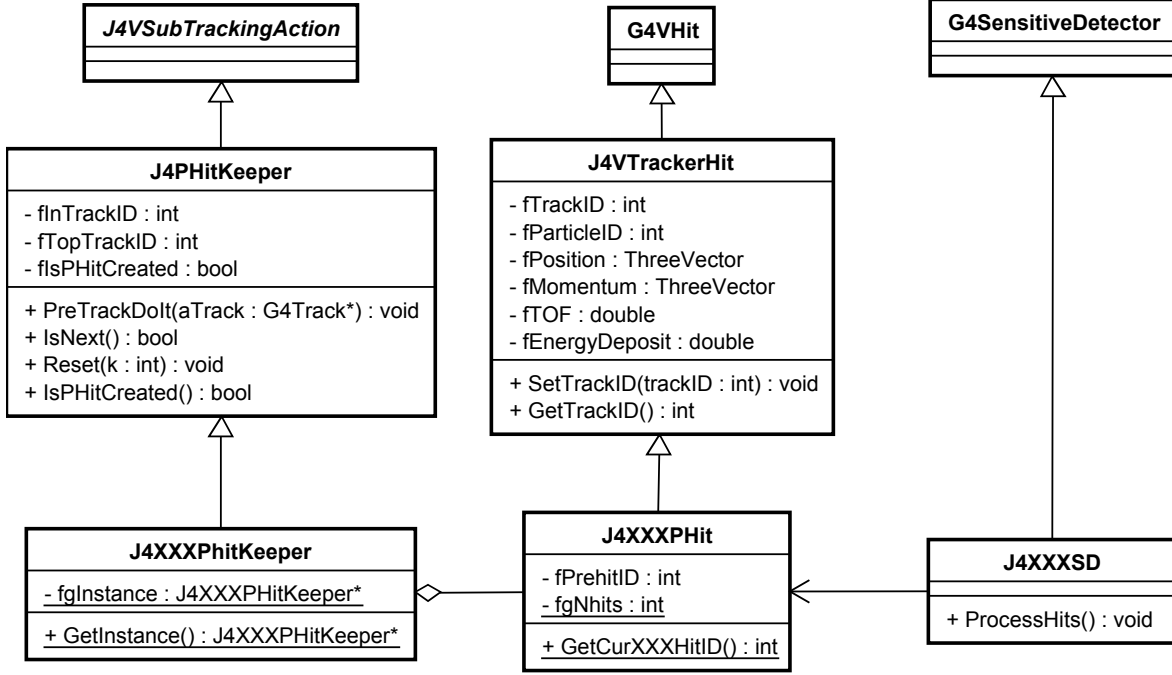 J4VSubTrackingAction
G4VHit
G4SensitiveDetector
J4PHitKeeper
- fInTrackID : int
- fTopTrackID : int
- fIsPHitCreated : bool
+ PreTrackDoIt(aTrack : G4Track*) : void
+ IsNext() : bool
+ Reset(k : int) : void
+ IsPHitCreated() : bool
J4VTrackerHit
- fTrackID : int
- fParticleID : int
- fPosition : ThreeVector
- fMomentum : ThreeVector
- fTOF : double
- fEnergyDeposit : double
+ SetTrackID(trackID : int) : void
+ GetTrackID() : int
J4XXXPhitKeeper
- fgInstance : J4XXXPHitKeeper*
+ GetInstance() : J4XXXPHitKeeper*
J4XXXPHit
- fPrehitID : int
- fgNhits : int
+ GetCurXXXHitID() : int
J4XXXSD
+ ProcessHits() : void